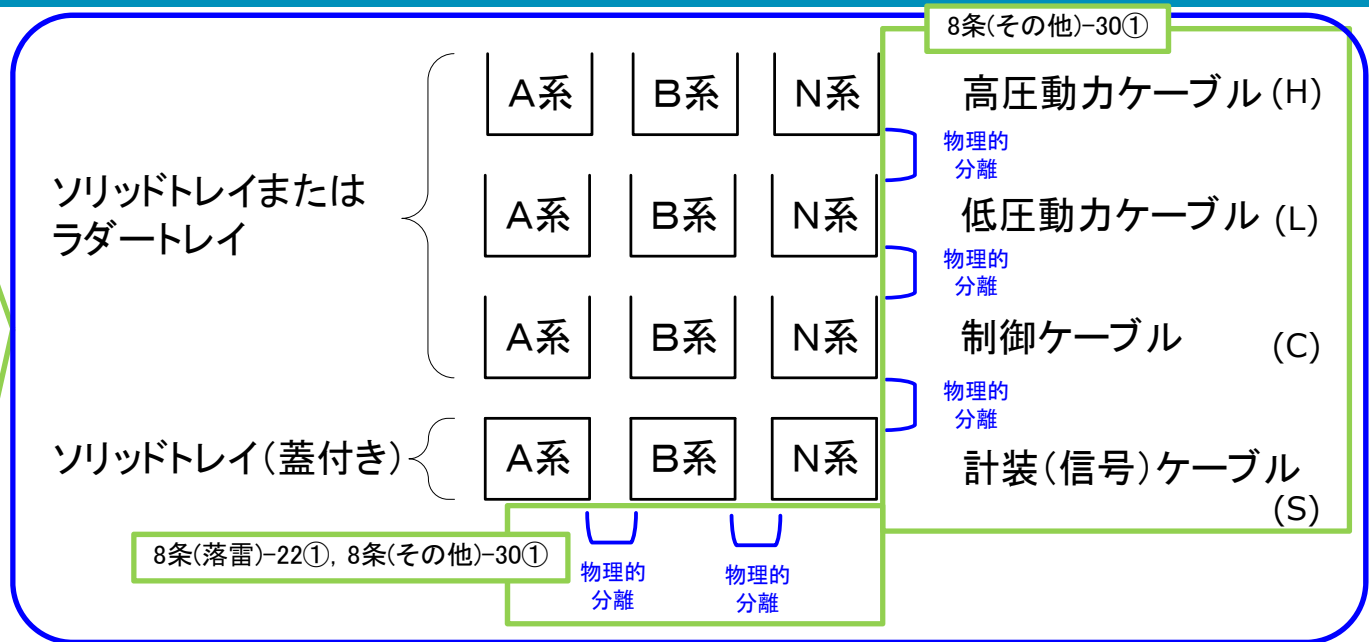 8条(その他)-30①
A系 B系 N系 高圧動力ケーブル (H)
物理的
分離
ソリッドトレイまたは
ラダートレイ
A系 B系 N系 低圧動力ケーブル (L)
物理的
分離
A系 B系 N系 制御ケーブル (C)
物理的
分離
ソリッドトレイ(蓋付き) A系 B系 N系 計装(信号)ケーブル
(S)
8条(落雷)-22①, 8条(その他)-30①
物理的 物理的
分離 分離